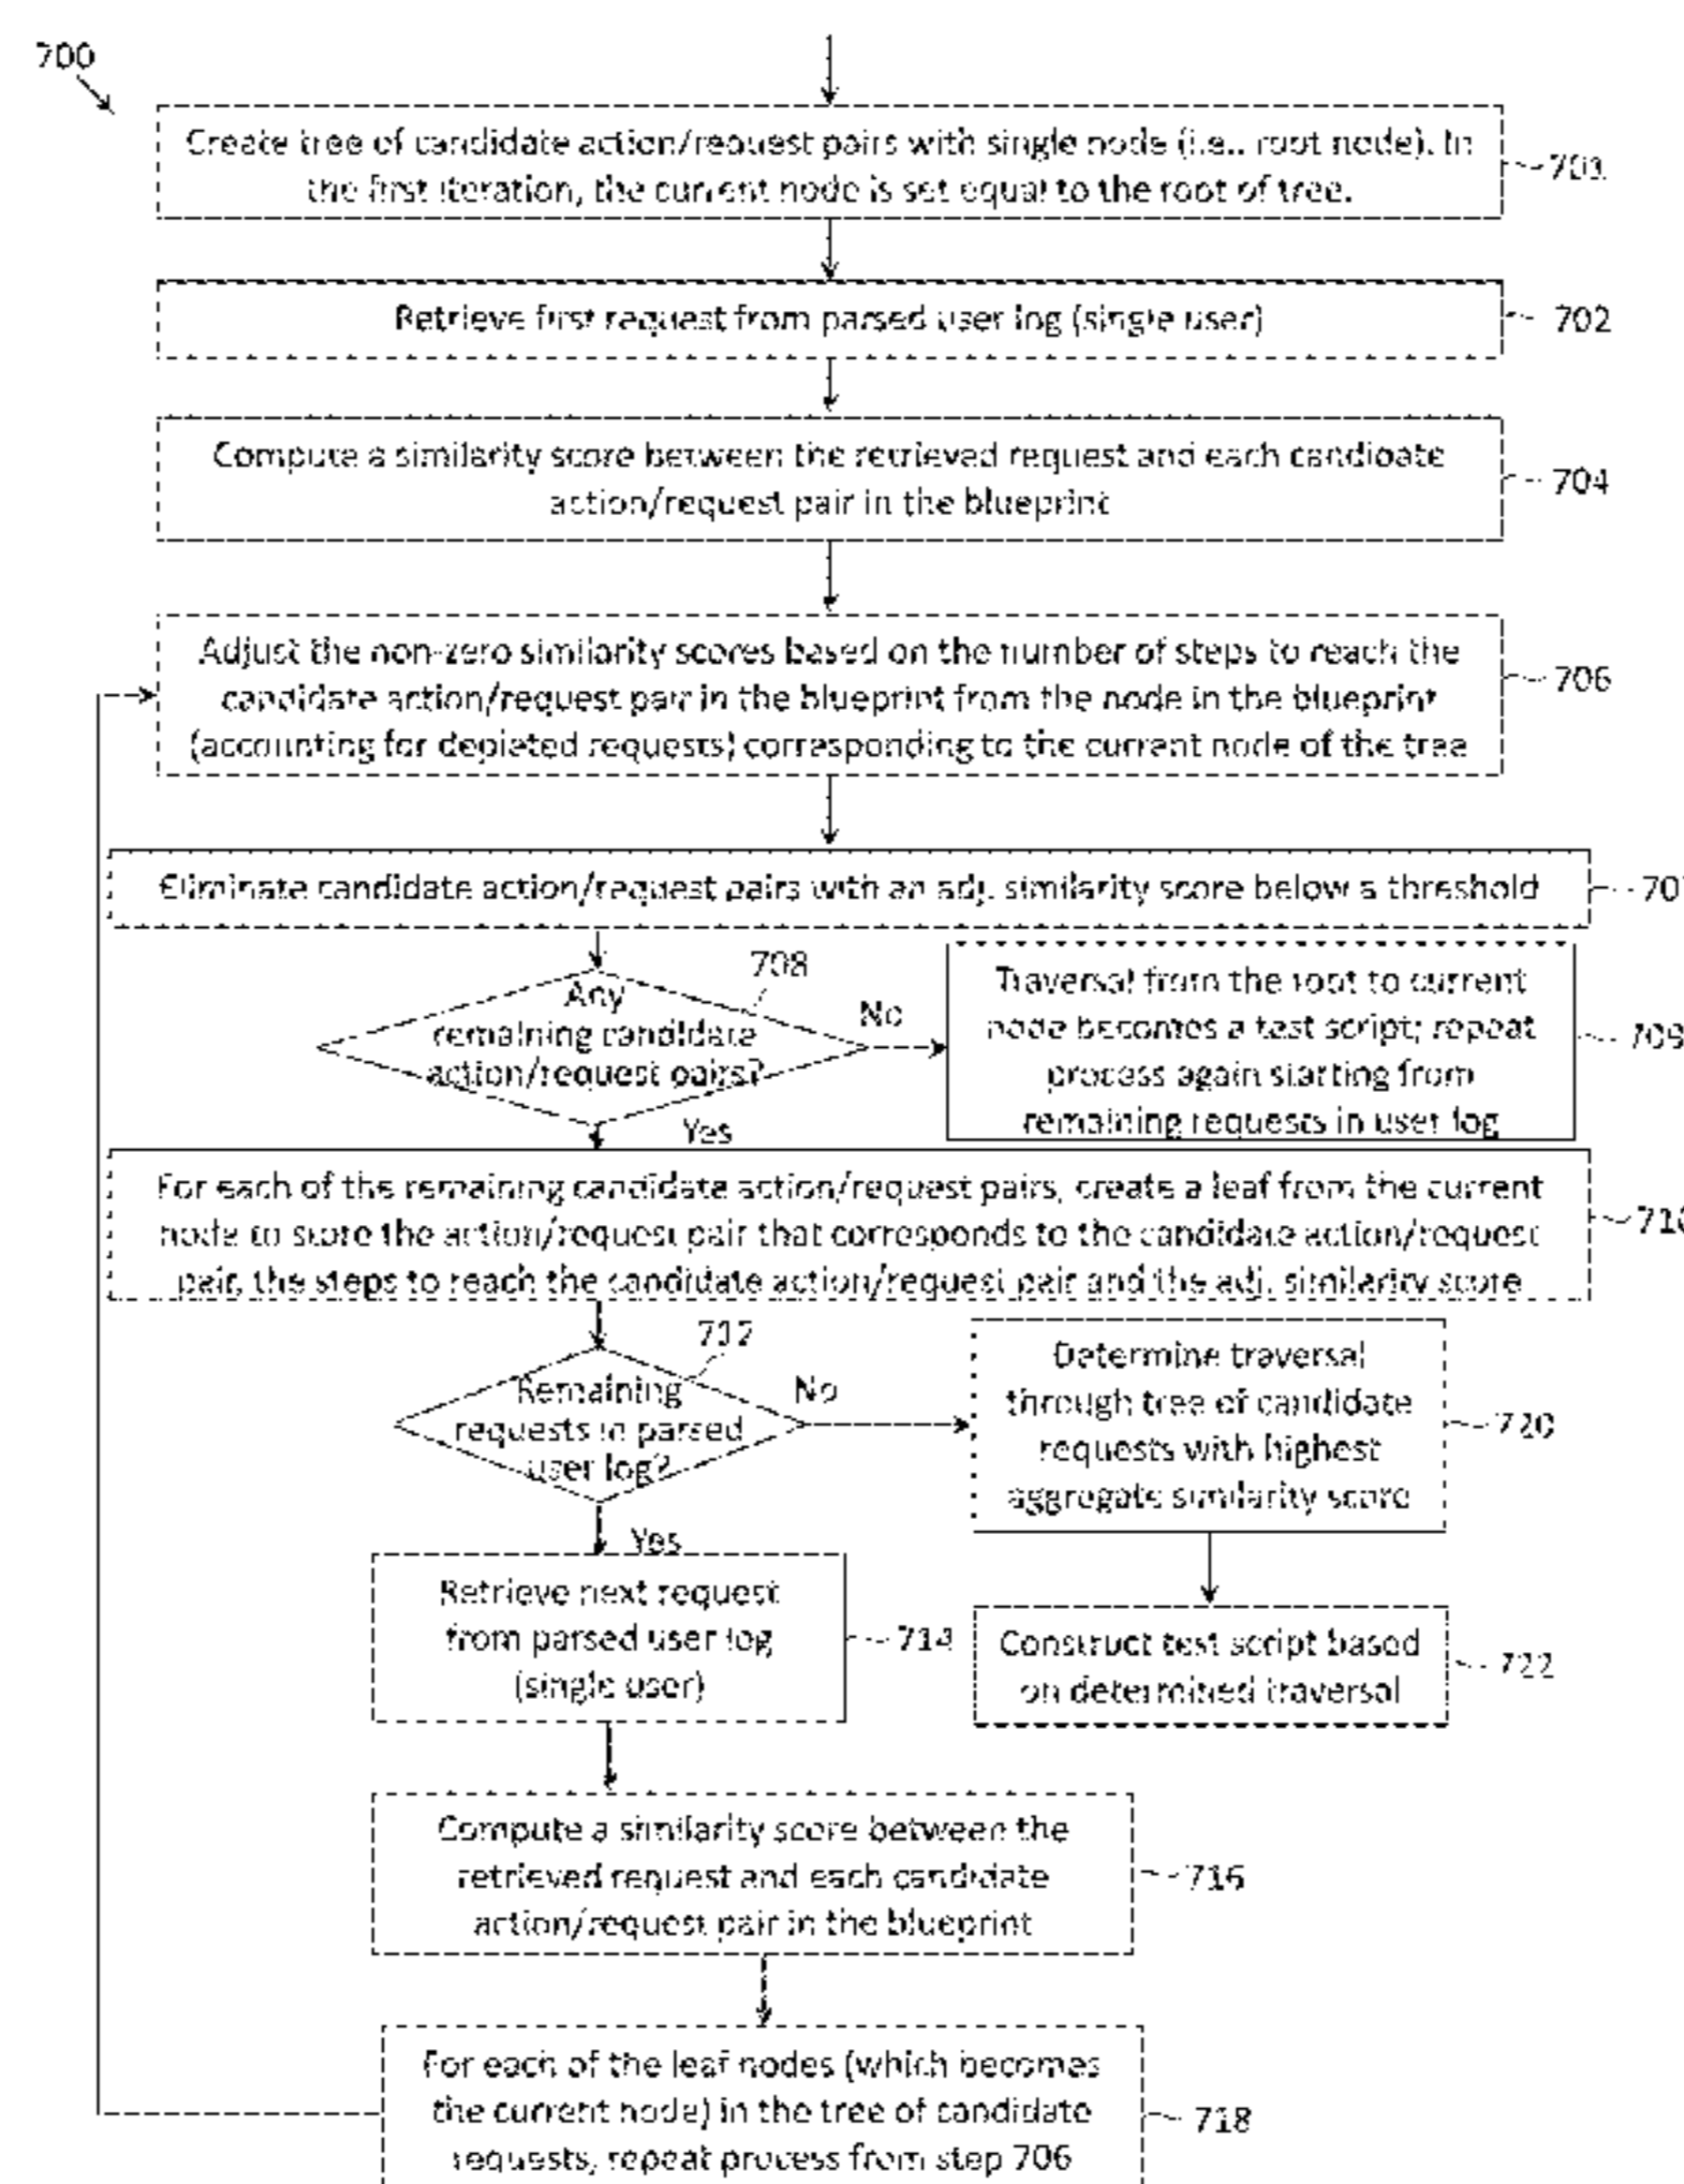 700
Create tree of candidate action/request pairs with single node (i.e., root node). In
the first iteration, the current node is set equal to the root of tree.
701
Retrieve first request from parsed user log (single user)
702
Compute a similarity score between the retrieved request and each candidate
action/request pair in the blueprint
704
Adjust the non-zero similarity scores based on the number of steps to reach the
candidate action/request pair in the blueprint from the node in the blueprint
(accounting for depleted requests) corresponding to the current node of the tree
706
Eliminate candidate action/request pairs with an adj. similarity score below a threshold
708
Any
remaining candidate
action/request pairs?
No
Traversal from the root to current
node becomes a test script; repeat
process again starting from
remaining requests in user log
709
Yes
For each of the remaining candidate action/request pairs, create a leaf from the current
node to store the action/request pair that corresponds to the candidate action/request
pair, the steps to reach the candidate action/request pair and the adj. similarity score
710
712
Remaining
requests in parsed
user log?
No
Determine traversal
through tree of candidate
requests with highest
aggregate similarity score
720
Yes
Retrieve next request
from parsed user log
(single user)
714
Construct test script based
on determined traversal
722
Compute a similarity score between the
retrieved request and each candidate
action/request pair in the blueprint
716
For each of the leaf nodes (which becomes
the current node) in the tree of candidate
requests, repeat process from step 706
718